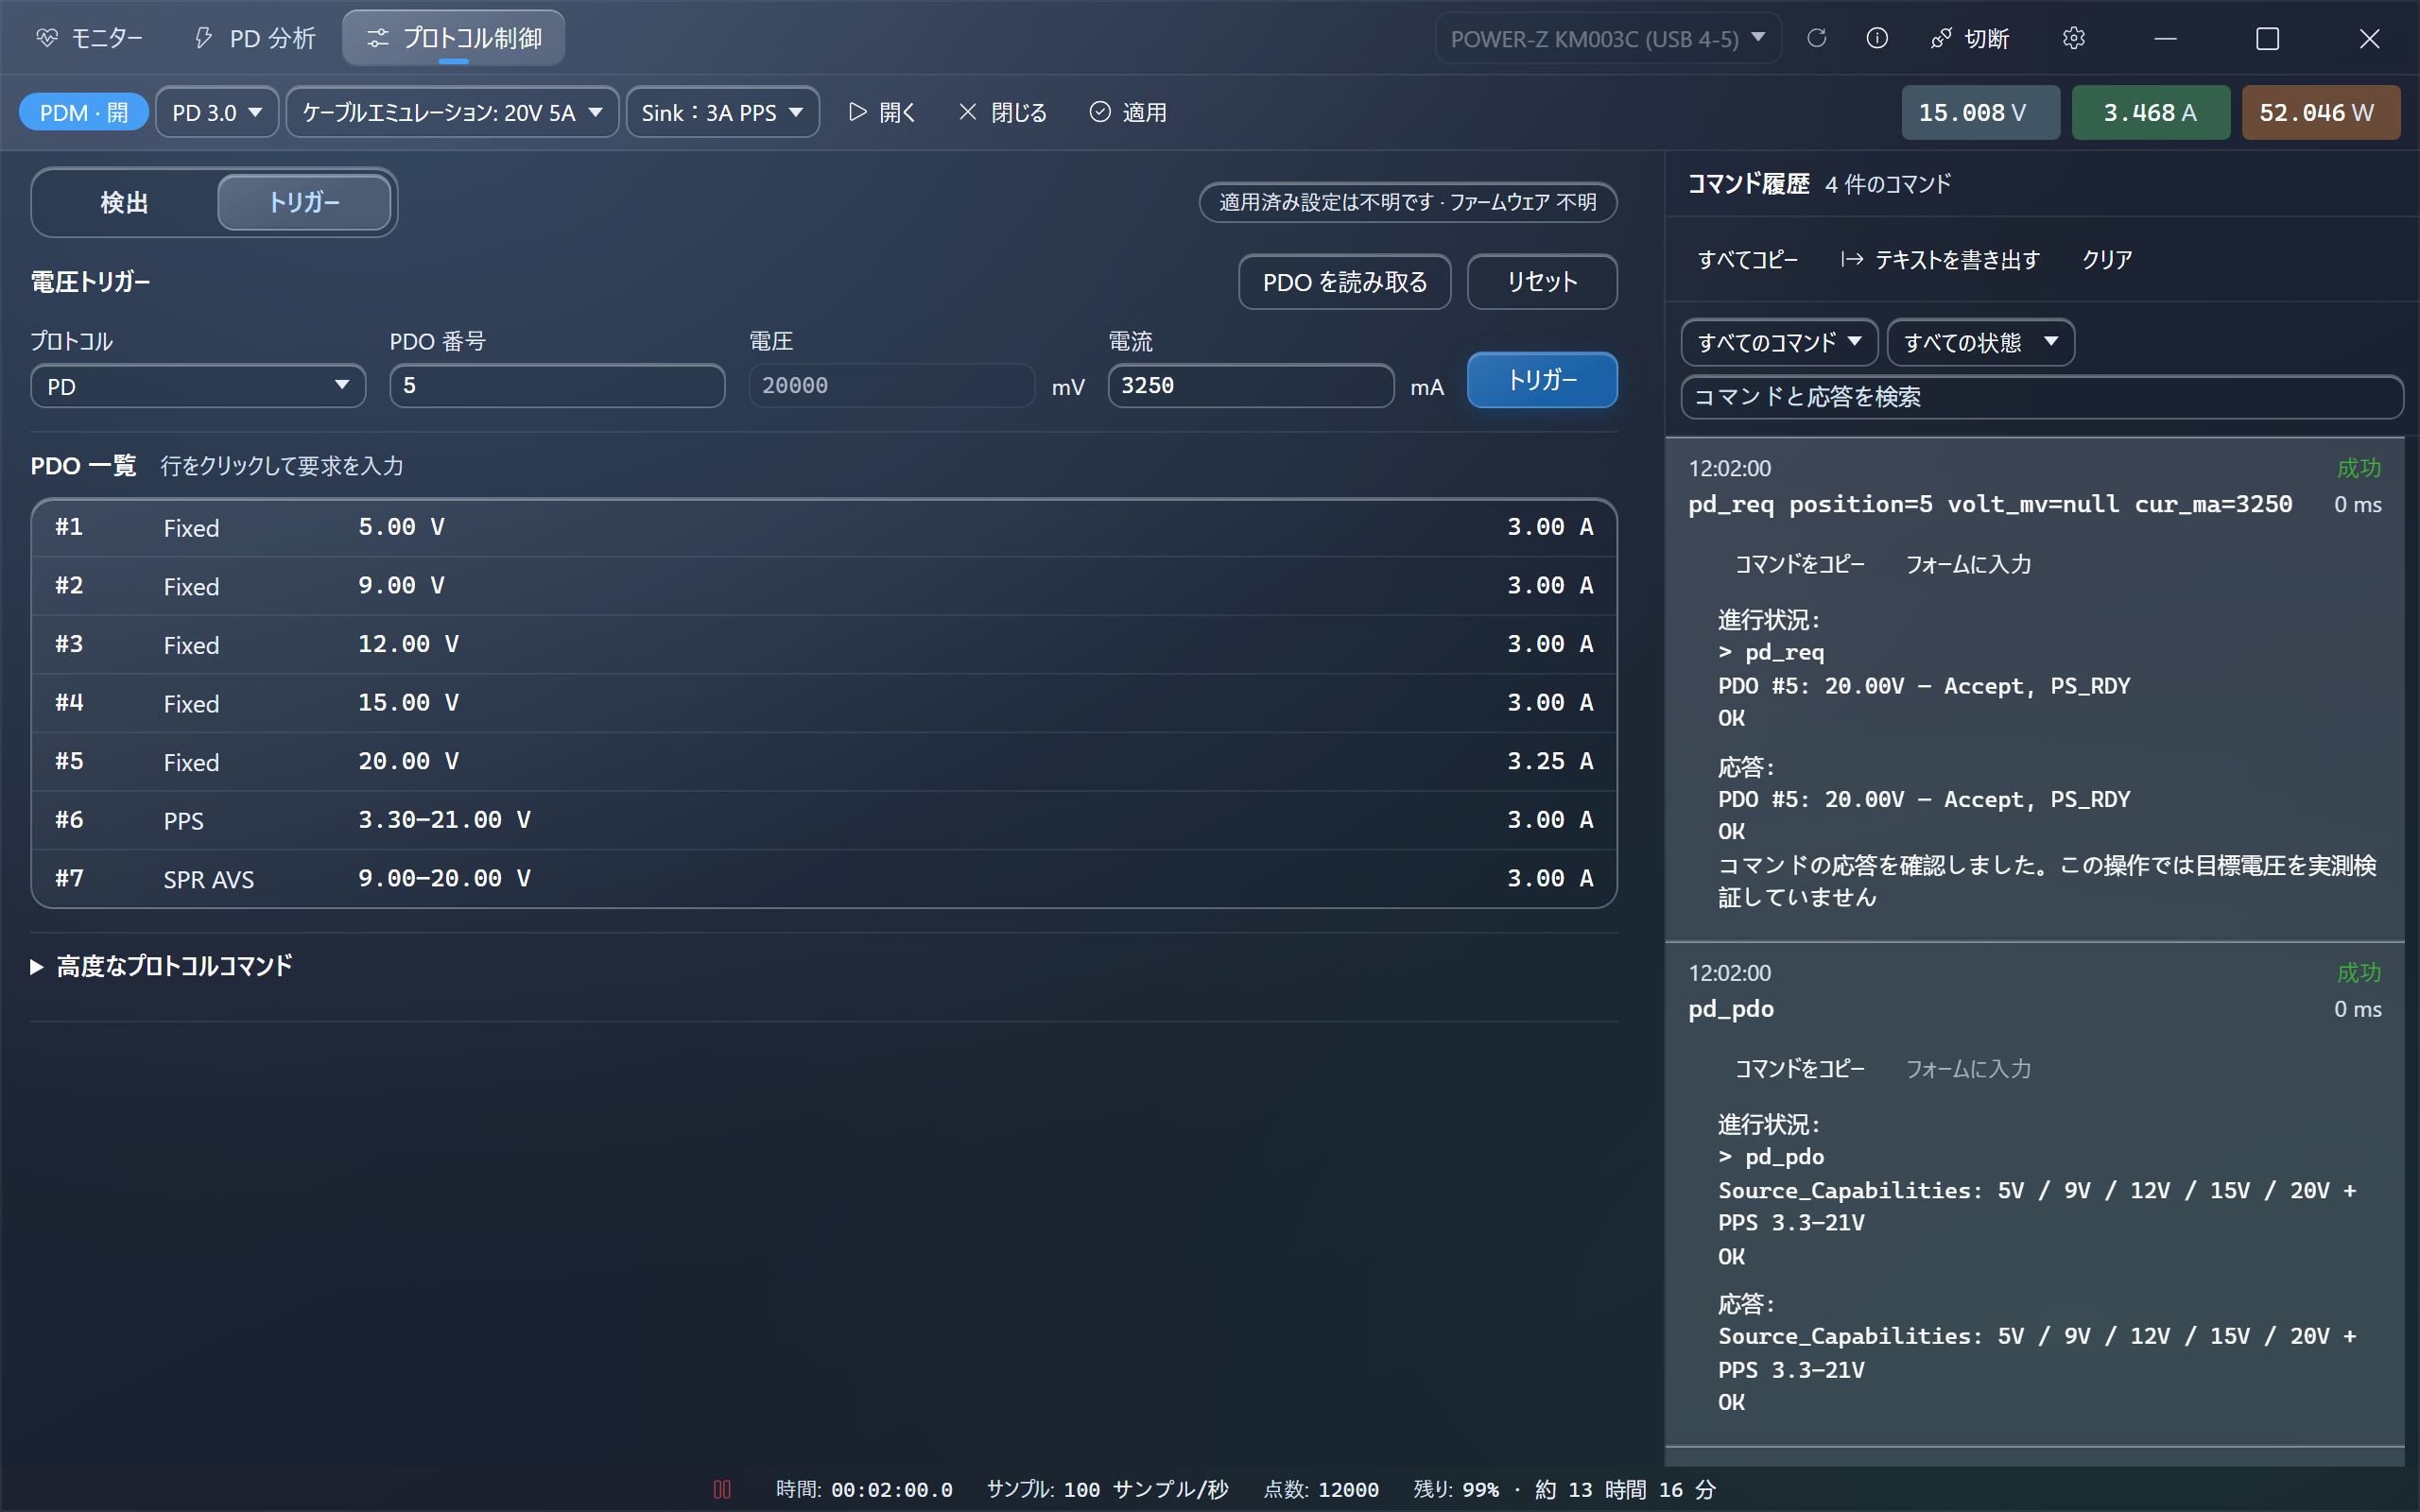 モニター PD 分析 プロトコル制御 POWER-Z KM003C (USB 4-5) 切断
PDM · 開 PD 3.0 ケーブルエミュレーション: 20V 5A Sink：3A PPS 開く 閉じる 適用 15.008 V 3.468 A 52.046 W
検出 トリガー 適用済み設定は不明です · ファームウェア 不明
電圧トリガー PDO を読み取る リセット
プロトコル PDO 番号 電圧 電流
PD 5 20000 mV 3250 mA トリガー
PDO 一覧 行をクリックして要求を入力
#1 Fixed 5.00 V 3.00 A
#2 Fixed 9.00 V 3.00 A
#3 Fixed 12.00 V 3.00 A
#4 Fixed 15.00 V 3.00 A
#5 Fixed 20.00 V 3.25 A
#6 PPS 3.30–21.00 V 3.00 A
#7 SPR AVS 9.00–20.00 V 3.00 A
高度なプロトコルコマンド
コマンド履歴 4 件のコマンド
すべてコピー テキストを書き出す クリア
すべてのコマンド すべての状態
コマンドと応答を検索
12:02:00 成功
pd_req position=5 volt_mv=null cur_ma=3250 0 ms
コマンドをコピー フォームに入力
進行状況:
> pd_req
PDO #5: 20.00V — Accept, PS_RDY
OK
応答:
PDO #5: 20.00V — Accept, PS_RDY
OK
コマンドの応答を確認しました。この操作では目標電圧を実測検
証していません
12:02:00 成功
pd_pdo 0 ms
コマンドをコピー フォームに入力
進行状況:
> pd_pdo
Source_Capabilities: 5V / 9V / 12V / 15V / 20V +
PPS 3.3–21V
OK
応答:
Source_Capabilities: 5V / 9V / 12V / 15V / 20V +
PPS 3.3–21V
OK
時間: 00:02:00.0 サンプル: 100 サンプル/秒 点数: 12000 残り: 99% · 約 13 時間 16 分